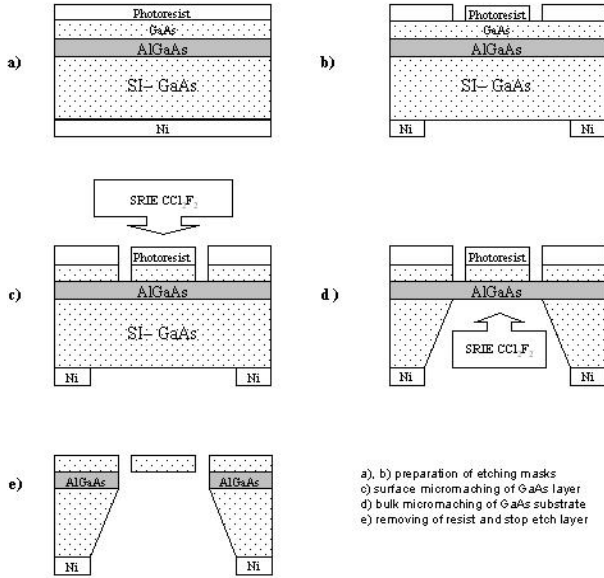 Photoresist
GaAs
AlGaAs
a)
SI– GaAs
Ni
Photoresist
GaAs
AlGaAs
b)
SI– GaAs
Ni Ni
SRIE CCl2F2
Photoresist
AlGaAs
c)
SI– GaAs
Ni Ni
Photoresist
AlGaAs
d )
SRIE CCl2F2
Ni Ni
AlGaAs AlGaAs
e)
Ni Ni
a), b) preparation of etching masks
c) surface micromaching of GaAs layer
d) bulk micromaching of GaAs substrate
e) removing of resist and stop etch layer